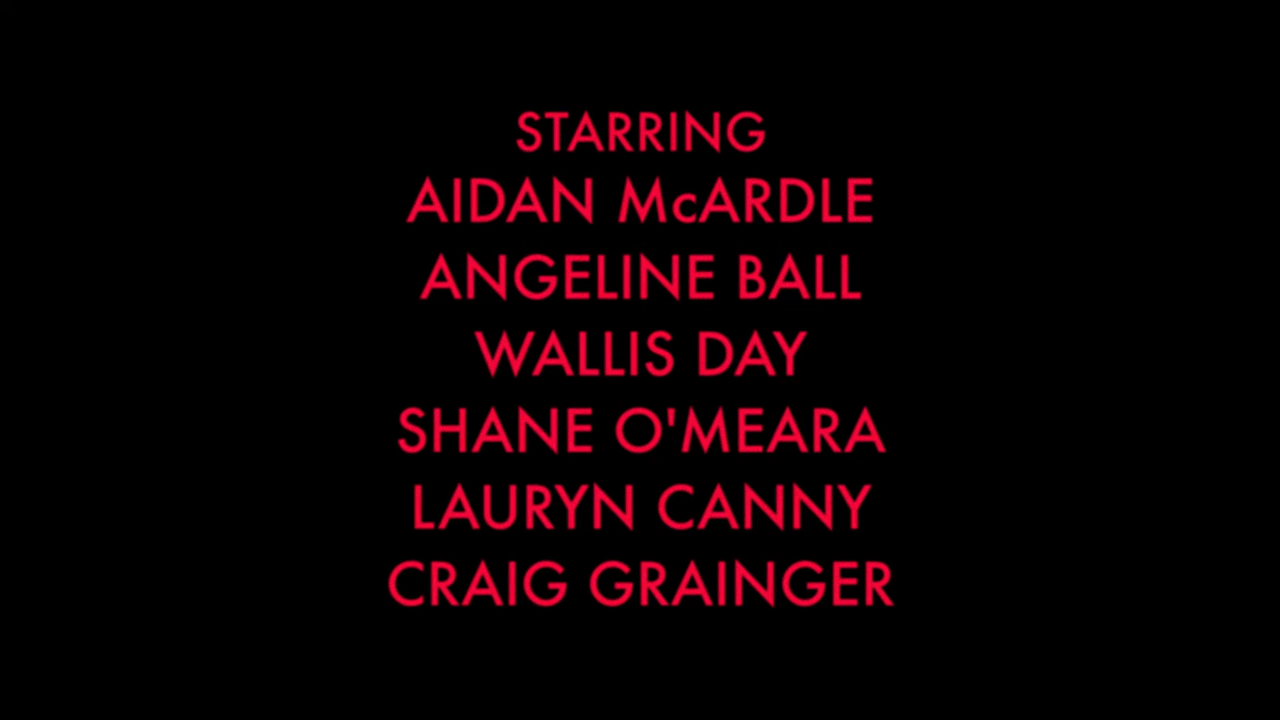 STARRING
AIDAN McARDLE
ANGELINE BALL
WALLIS DAY
SHANE O'MEARA
LAURYN CANNY
CRAIG GRAINGER